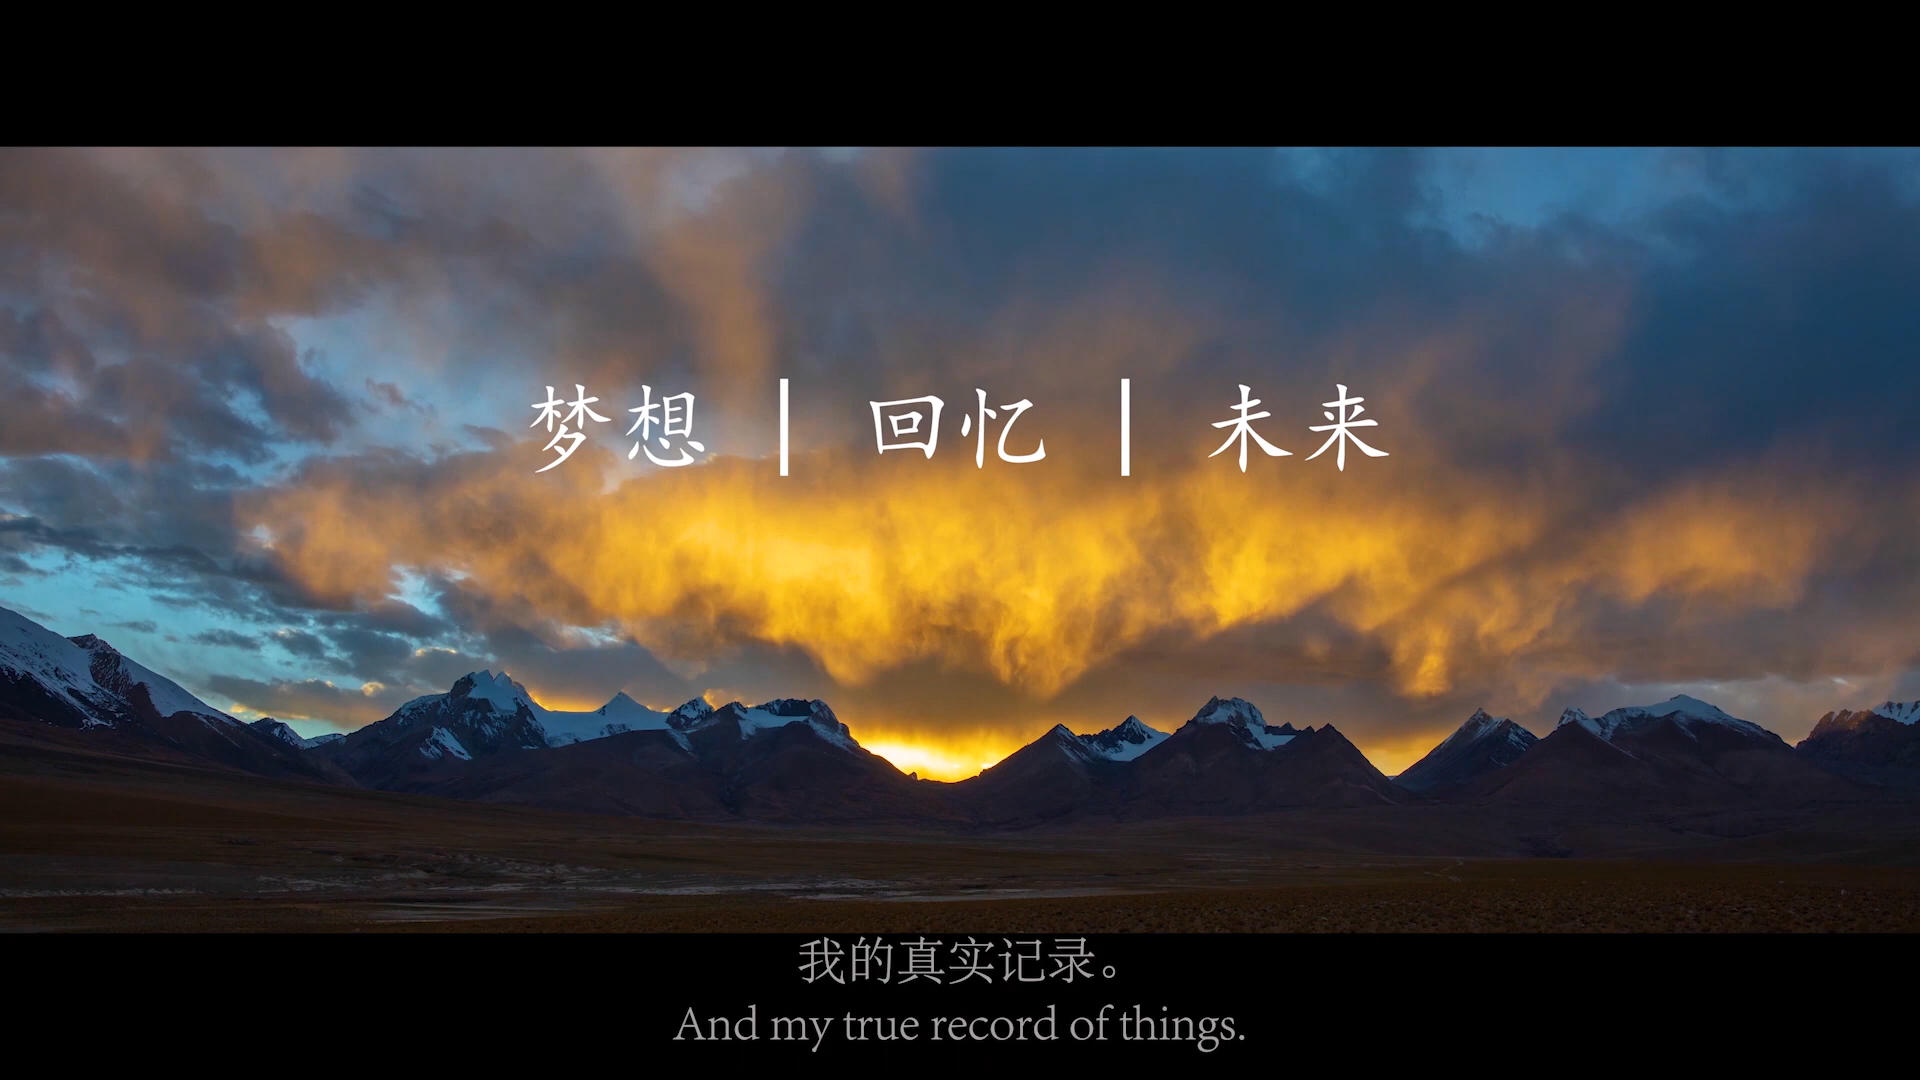 梦想 | 回忆 | 未来
我的真实记录。
And my true record of things.